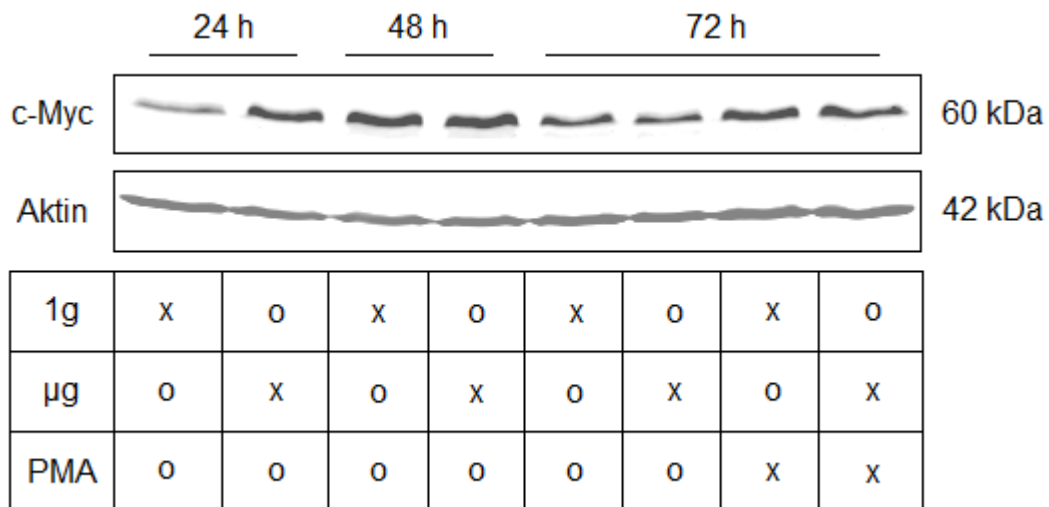 24 h 48 h 72 h
c-Myc 60 kDa
Aktin 42 kDa
1g x o x o x o x o
µg o x o x o x o x
PMA o o o o o o x x